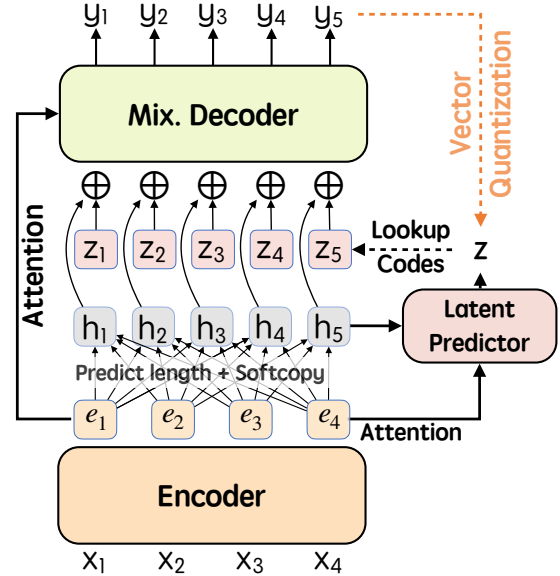 y1 y2 y3 y4 y5
Mix. Decoder
Vector
Quantization
⊕ ⊕ ⊕ ⊕ ⊕
z1 z2 z3 z4 z5
Lookup
Codes
z
Attention
h1 h2 h3 h4 h5
Latent
Predictor
Predict length + Softcopy
e1 e2 e3 e4
Attention
Encoder
x1 x2 x3 x4